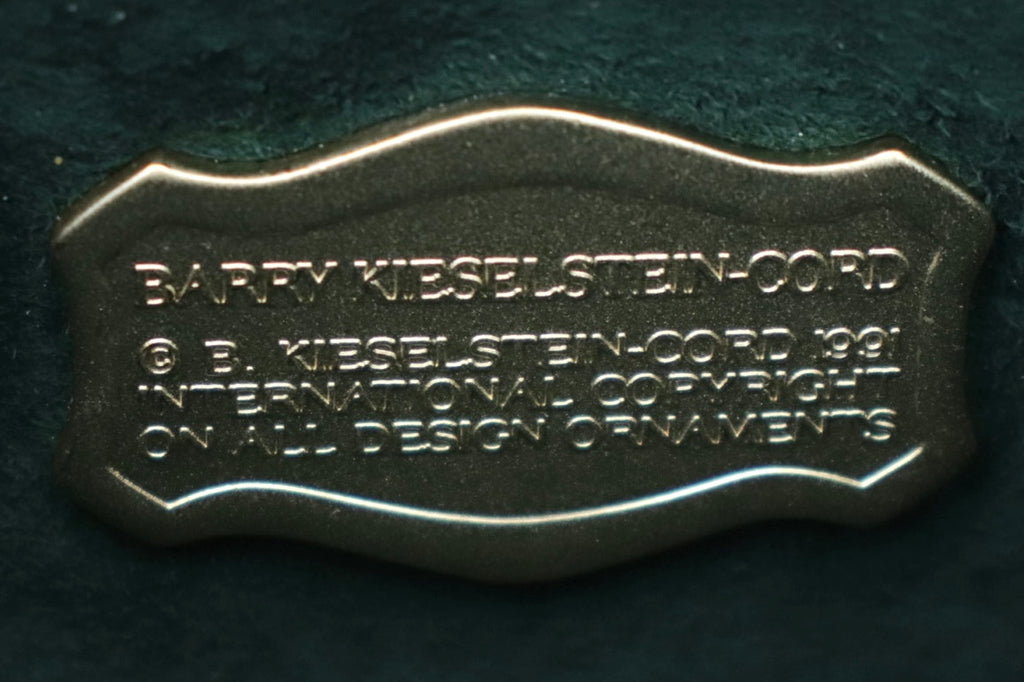 BARRY KIESELSTEIN-CORD
© B. KIESELSTEIN-CORD 1991
INTERNATIONAL COPYRIGHT
ON ALL DESIGN ORNAMENTS